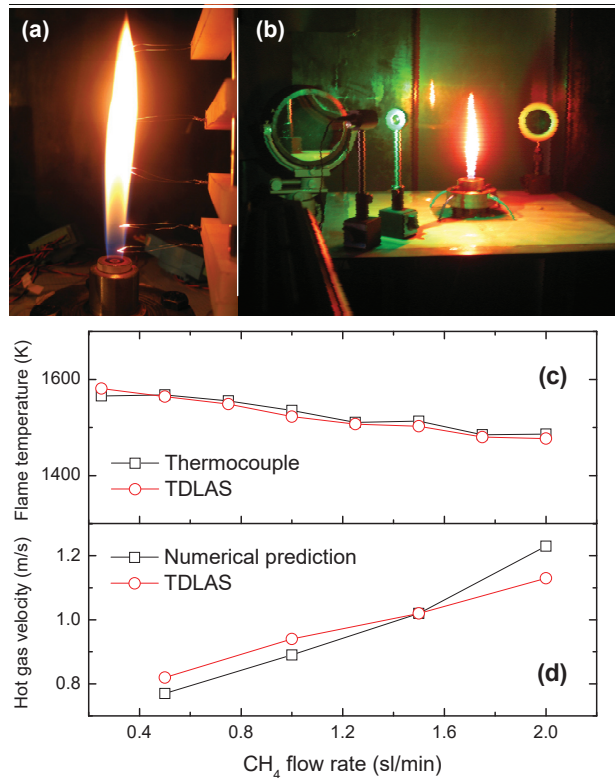 (a)
(b)
(c)
Flame temperature (K)
1600
1400
Thermocouple
TDLAS
(d)
Hot gas velocity (m/s)
1.2
1.0
0.8
Numerical prediction
TDLAS
0.4 0.8 1.2 1.6 2.0
CH₄ flow rate (sl/min)